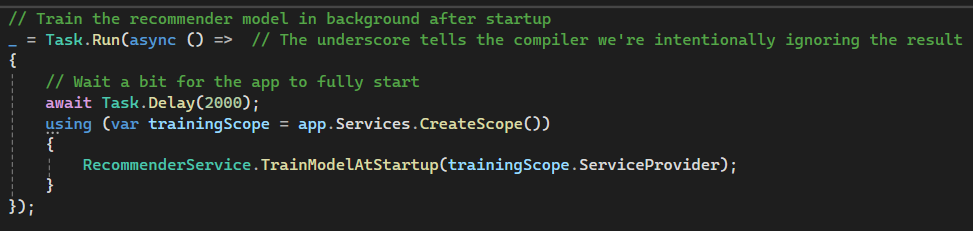 // Train the recommender model in background after startup
_ = Task.Run(async () =>  // The underscore tells the compiler we're intentionally ignoring the result
{
    // Wait a bit for the app to fully start
    await Task.Delay(2000);
    using (var trainingScope = app.Services.CreateScope())
    {
        RecommenderService.TrainModelAtStartup(trainingScope.ServiceProvider);
    }
});